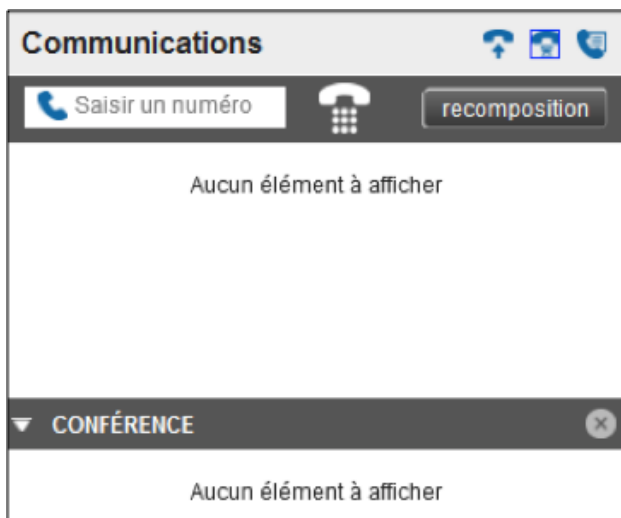 Communications
Saisir un numéro
recomposition
Aucun élément à afficher
CONFÉRENCE
Aucun élément à afficher